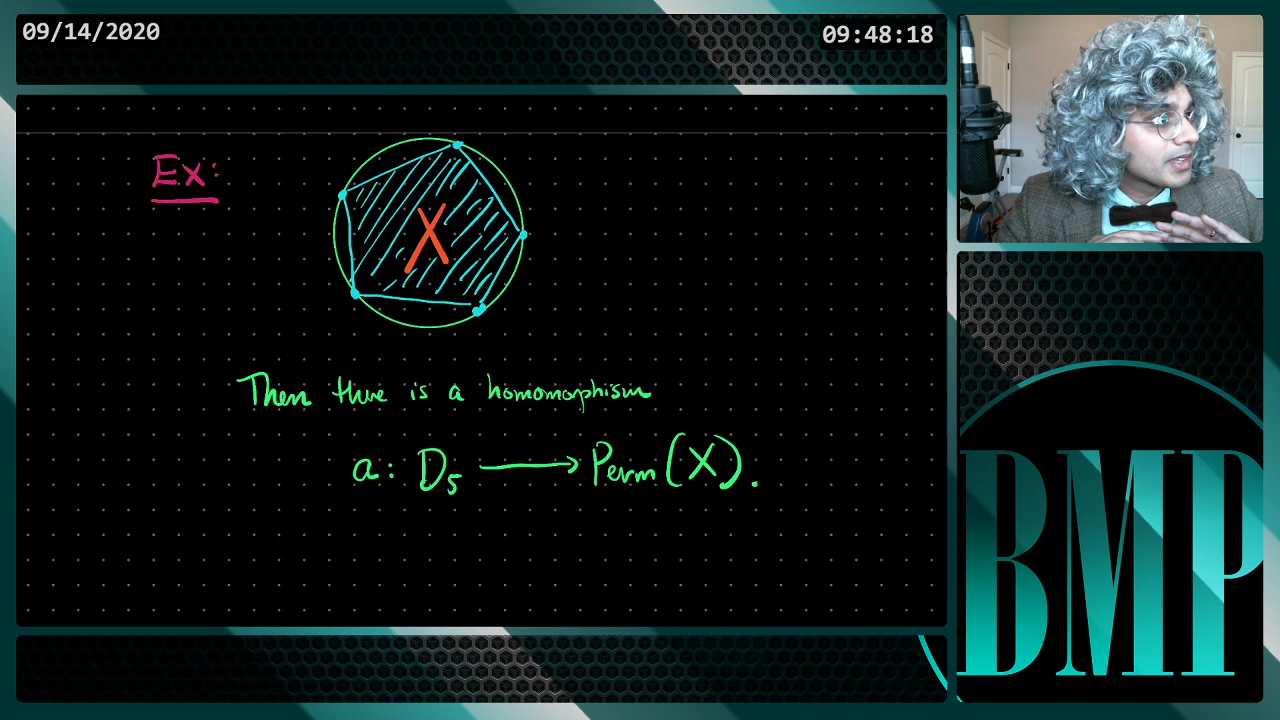 09/14/2020
09:48:18
Ex:
X
Then there is a homomorphism
a: D₅ ⟶ Perm(X).
BMP